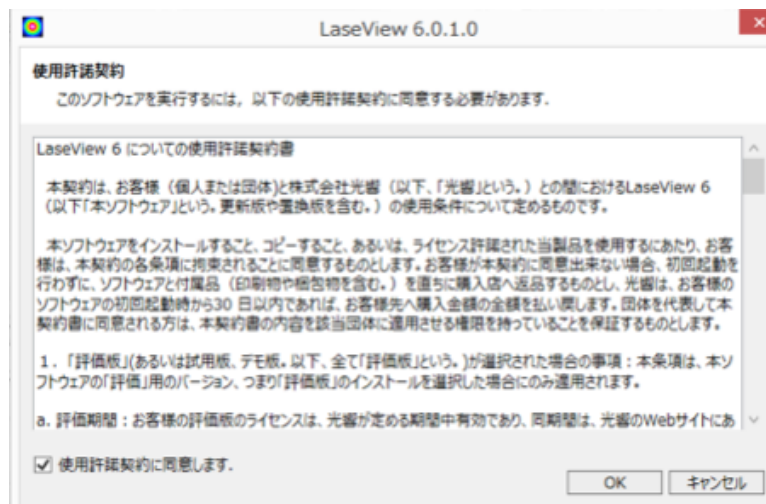 LaseView 6.0.1.0
使用許諾契約
このソフトウェアを実行するには，以下の使用許諾契約に同意する必要があります.
LaseView 6 についての使用許諾契約書
本契約は、お客様（個人または団体)と株式会社光響（以下、「光響」という。）との間におけるLaseView 6
（以下「本ソフトウェア」という。更新版や置換版を含む。）の使用条件について定めるものです。
本ソフトウェアをインストールすること、コピーすること、あるいは、ライセンス許諾された当製品を使用するにあたり、お客
様は、本契約の各条項に拘束されることに同意するものとします。お客様が本契約に同意出来ない場合、初回起動を
行わずに、ソフトウェアと付属品（印刷物や梱包物を含む。）を直ちに購入店へ返品するものとし、光響は、お客様の
ソフトウェアの初回起動時から30 日以内であれば、お客様先へ購入金額の全額を払い戻します。団体を代表して本
契約書に同意される方は、本契約書の内容を該当団体に適用させる権限を持っていることを保証するものとします。
1．「評価版」(あるいは試用版、デモ版。以下、全て「評価版」という。)が選択された場合の事項：本条項は、本ソ
フトウェアの「評価」用のバージョン、つまり「評価版」のインストールを選択した場合にのみ適用されます。
a. 評価期間：お客様の評価版のライセンスは、光響が定める期間中有効であり、同期間は、光響のWebサイトにあ
使用許諾契約に同意します.
OK
キャンセル